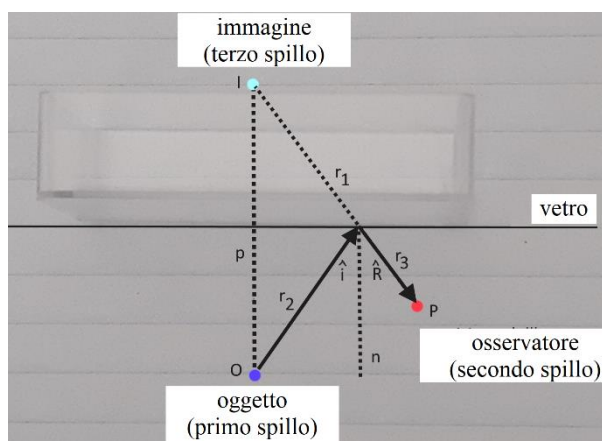 immagine
(terzo spillo)
I
r1
vetro
p
î
R̂
r3
r2
P
osservatore
(secondo spillo)
O
n
oggetto
(primo spillo)